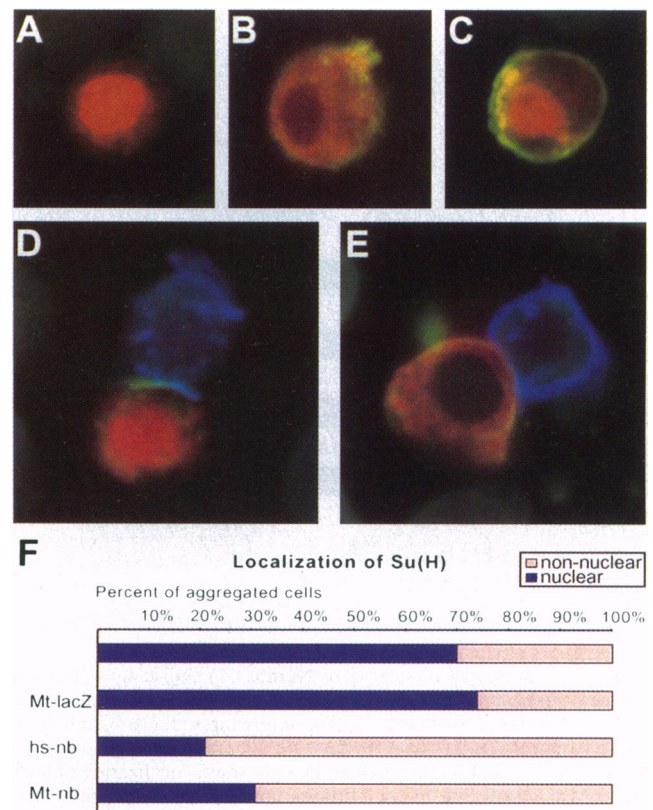 A
B
C
D
E
F
Localization of Su(H)
non-nuclear
nuclear
Percent of aggregated cells
10% 20% 30% 40% 50% 60% 70% 80% 90% 100%
Mt-lacZ
hs-nb
Mt-nb